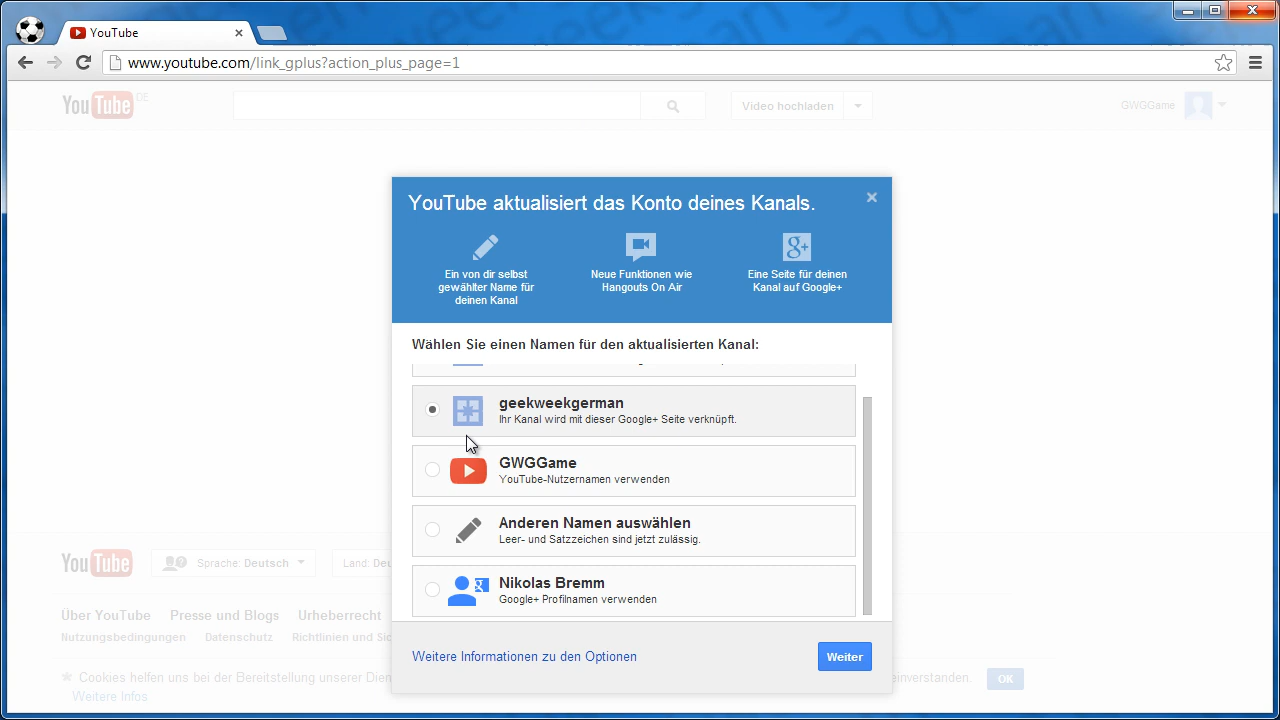 YouTube
www.youtube.com/link_gplus?action_plus_page=1
YouTube DE
Video hochladen
GWGGame
YouTube aktualisiert das Konto deines Kanals.
Ein von dir selbst
gewählter Name für
deinen Kanal
Neue Funktionen wie
Hangouts On Air
Eine Seite für deinen
Kanal auf Google+
Wählen Sie einen Namen für den aktualisierten Kanal:
geekweekgerman
Ihr Kanal wird mit dieser Google+ Seite verknüpft.
GWGGame
YouTube-Nutzernamen verwenden
Anderen Namen auswählen
Leer- und Satzzeichen sind jetzt zulässig.
Nikolas Bremm
Google+ Profilnamen verwenden
Weitere Informationen zu den Optionen
Weiter
YouTube
Sprache: Deutsch
Land:
Über YouTube Presse und Blogs Urheberrecht
Nutzungsbedingungen Datenschutz Richtlinien und
Cookies helfen uns bei der Bereitstellung unserer
einverstanden.
OK
Weitere Infos